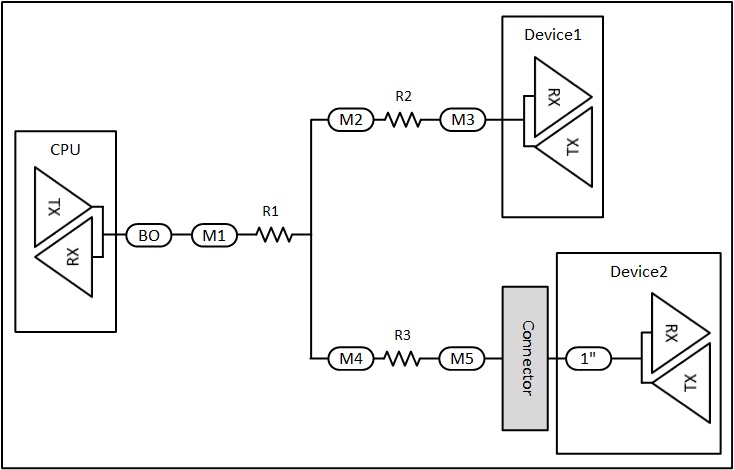 Device1
RX
TX
R2
M2
M3
CPU
TX
RX
BO
M1
R1
Device2
RX
TX
Connector
1"
R3
M4
M5